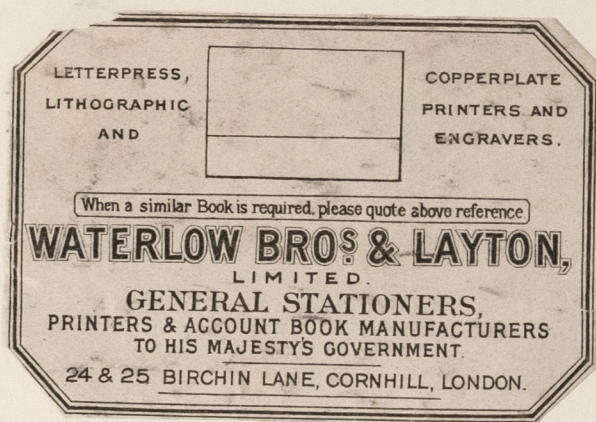 LETTERPRESS,
LITHOGRAPHIC
AND
COPPERPLATE
PRINTERS AND
ENGRAVERS.
When a similar Book is required, please quote above reference
WATERLOW BROS. & LAYTON,
LIMITED.
GENERAL STATIONERS,
PRINTERS & ACCOUNT BOOK MANUFACTURERS
TO HIS MAJESTY'S GOVERNMENT.
24 & 25 BIRCHIN LANE, CORNHILL, LONDON.